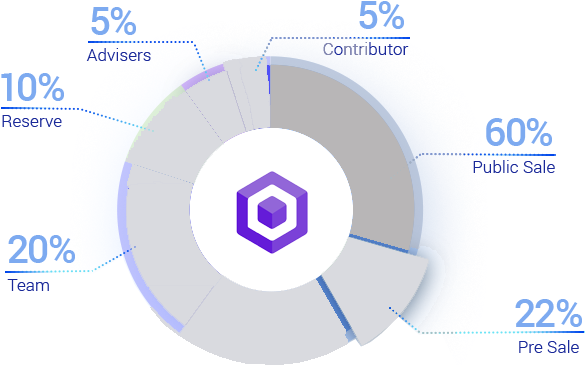 5%
Advisers
5%
Contributor
10%
Reserve
60%
Public Sale
20%
Team
22%
Pre Sale